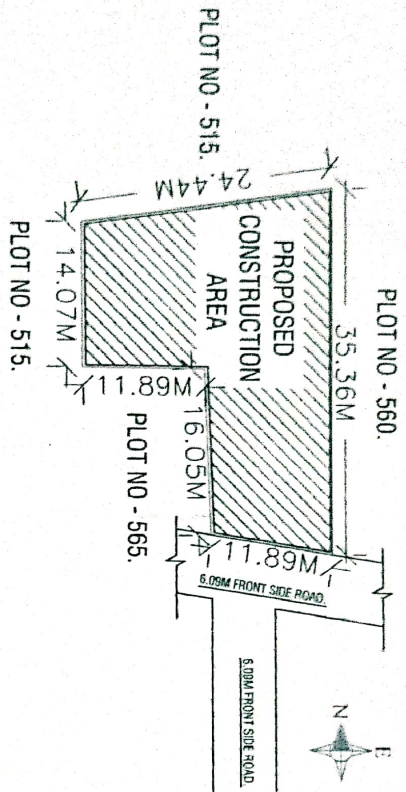 PLOT NO - 560.
35.36M
PLOT NO - 515.
24.44M
PROPOSED
CONSTRUCTION
AREA
14.07M
11.89M
16.05M
11.89M
PLOT NO - 515.
PLOT NO - 565.
6.09M FRONT SIDE ROAD.
6.09M FRONT SIDE ROAD.
N
E